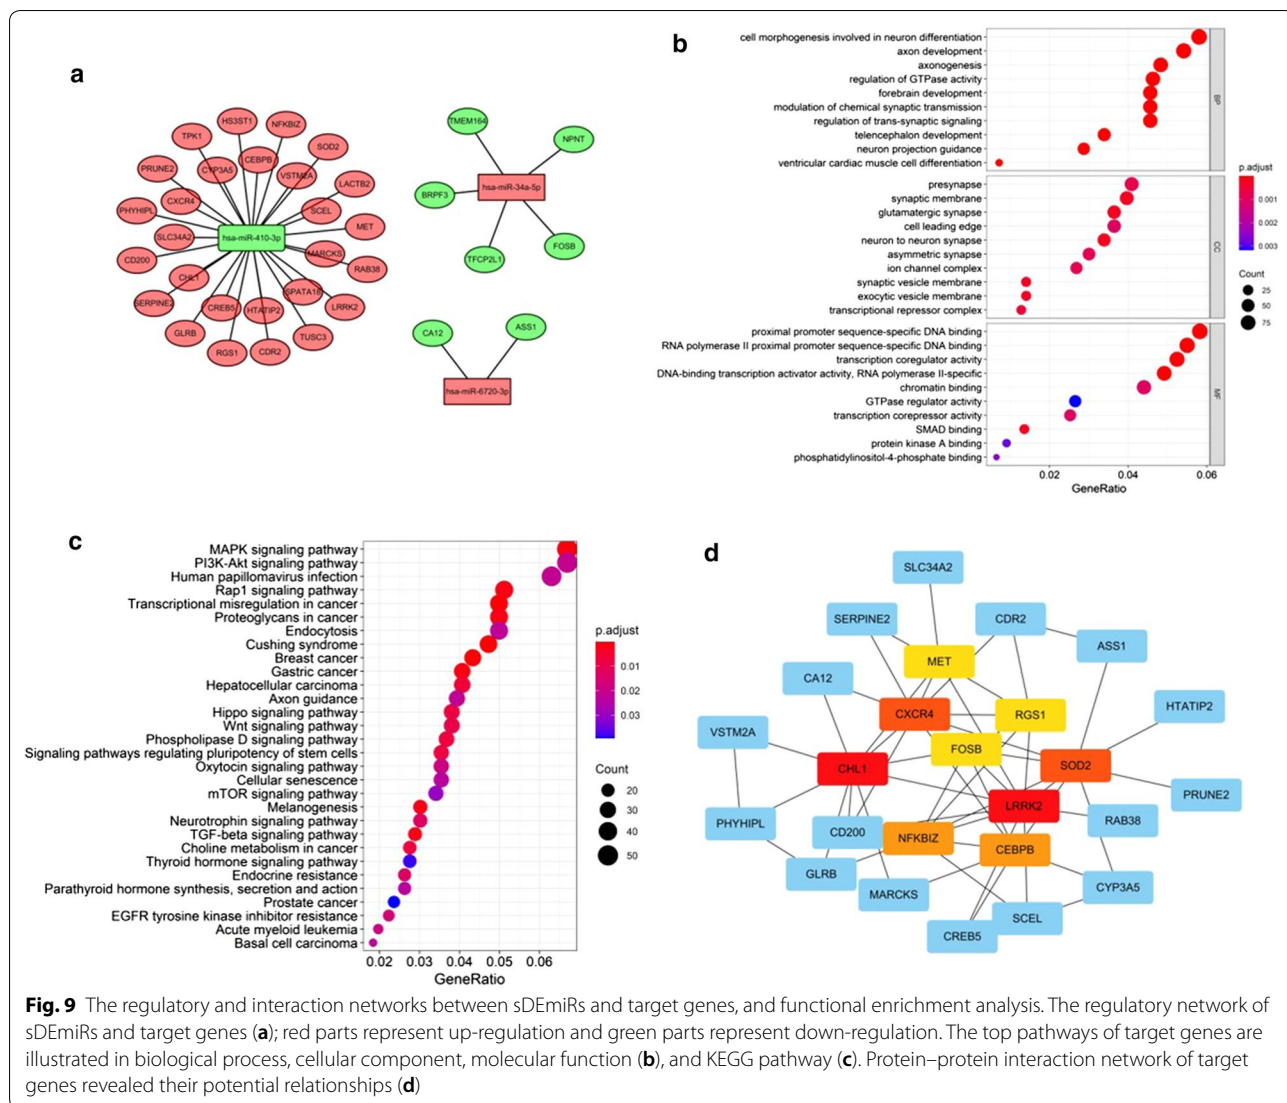 a
HS3ST1
NFKBIZ
TPK1
SOD2
CEBPB
CYP3A5
PRUNE2
VSTM2A
LACTB2
CXCR4
PHYHIPL
SCEL
MET
SLC34A2
hsa-miR-410-3p
MARCKS
CD200
RAB38
CHL1
SPATA18
SERPINE2
CREB5
HTATIP2
LRRK2
GLRB
TUSC3
RGS1
CDR2
TMEM164
NPNT
hsa-miR-34a-5p
BRPF3
FOSB
TFCP2L1
CA12
ASS1
hsa-miR-6720-3p
b
cell morphogenesis involved in neuron differentiation
axon development
axonogenesis
regulation of GTPase activity
forebrain development
modulation of chemical synaptic transmission
regulation of trans-synaptic signaling
telencephalon development
neuron projection guidance
ventricular cardiac muscle cell differentiation
BP
presynapse
synaptic membrane
glutamatergic synapse
cell leading edge
neuron to neuron synapse
asymmetric synapse
ion channel complex
synaptic vesicle membrane
exocytic vesicle membrane
transcriptional repressor complex
CC
proximal promoter sequence-specific DNA binding
RNA polymerase II proximal promoter sequence-specific DNA binding
transcription coregulator activity
DNA-binding transcription activator activity, RNA polymerase II-specific
chromatin binding
GTPase regulator activity
transcription corepressor activity
SMAD binding
protein kinase A binding
phosphatidylinositol-4-phosphate binding
MF
0.02 0.04 0.06
GeneRatio
p.adjust
0.001
0.002
0.003
Count
25
50
75
c
MAPK signaling pathway
PI3K-Akt signaling pathway
Human papillomavirus infection
Rap1 signaling pathway
Transcriptional misregulation in cancer
Proteoglycans in cancer
Endocytosis
Cushing syndrome
Breast cancer
Gastric cancer
Hepatocellular carcinoma
Axon guidance
Hippo signaling pathway
Wnt signaling pathway
Phospholipase D signaling pathway
Signaling pathways regulating pluripotency of stem cells
Oxytocin signaling pathway
Cellular senescence
mTOR signaling pathway
Melanogenesis
Neurotrophin signaling pathway
TGF-beta signaling pathway
Choline metabolism in cancer
Thyroid hormone signaling pathway
Endocrine resistance
Parathyroid hormone synthesis, secretion and action
Prostate cancer
EGFR tyrosine kinase inhibitor resistance
Acute myeloid leukemia
Basal cell carcinoma
0.02 0.03 0.04 0.05 0.06
GeneRatio
p.adjust
0.01
0.02
0.03
Count
20
30
40
50
d
SLC34A2
SERPINE2
CDR2
ASS1
MET
CA12
HTATIP2
CXCR4
RGS1
VSTM2A
FOSB
CHL1
SOD2
PRUNE2
LRRK2
PHYHIPL
CD200
RAB38
NFKBIZ
CEBPB
GLRB
MARCKS
CYP3A5
SCEL
CREB5
Fig. 9 The regulatory and interaction networks between sDEmiRs and target genes, and functional enrichment analysis. The regulatory network of
sDEmiRs and target genes (a); red parts represent up-regulation and green parts represent down-regulation. The top pathways of target genes are
illustrated in biological process, cellular component, molecular function (b), and KEGG pathway (c). Protein–protein interaction network of target
genes revealed their potential relationships (d)